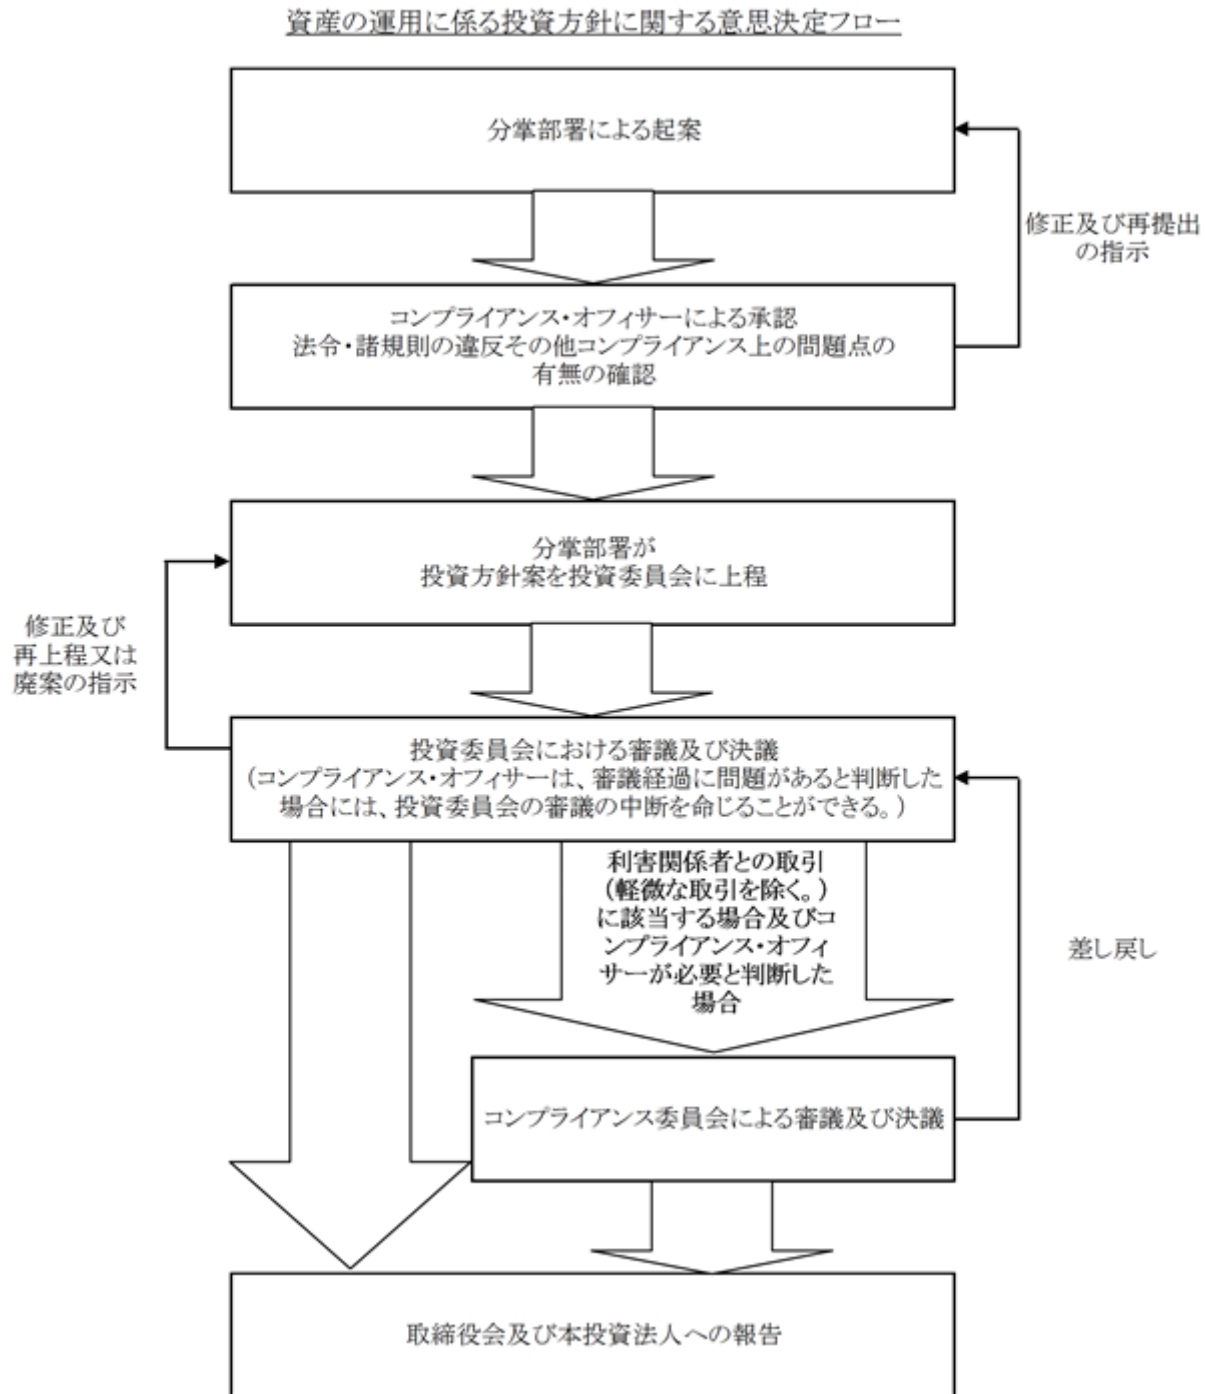 資産の運用に係る投資方針に関する意思決定フロー
分掌部署による起案
修正及び再提出
の指示
コンプライアンス・オフィサーによる承認
法令・諸規則の違反その他コンプライアンス上の問題点の
有無の確認
分掌部署が
投資方針案を投資委員会に上程
修正及び
再上程又は
廃案の指示
投資委員会における審議及び決議
（コンプライアンス・オフィサーは、審議経過に問題があると判断した
場合には、投資委員会の審議の中断を命じることができる。）
利害関係者との取引
（軽微な取引を除く。）
に該当する場合及びコ
ンプライアンス・オフィ
サーが必要と判断した
場合
差し戻し
コンプライアンス委員会による審議及び決議
取締役会及び本投資法人への報告